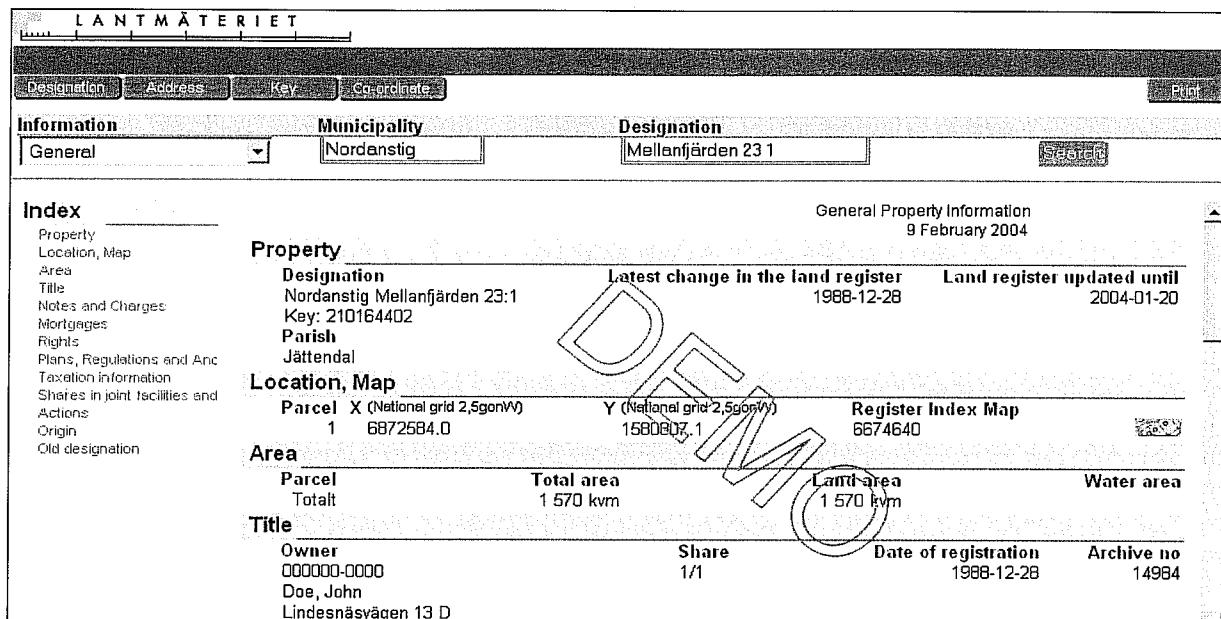 LANTMÄTERIET
Designation Address Key Co-ordinate Print
Information Municipality Designation
General Nordanstig Mellanfjärden 23:1 Search
Index
Property
Location, Map
Area
Title
Notes and Charges
Mortgages
Rights
Plans, Regulations and Anc
Taxation information
Shares in joint facilities and
Actions
Origin
Old designation
General Property Information
9 February 2004
Property
Designation Latest change in the land register Land register updated until
Nordanstig Mellanfjärden 23:1 1988-12-28 2004-01-20
Key: 210164402
Parish
Jättendal
Location, Map
Parcel X (National grid 2,5gonW) Y (National grid 2,5gonW) Register Index Map
1 6872584.0 1580807.1 6674640
Area
Parcel Total area Land area Water area
Totalt 1 570 kvm 1 570 kvm
Title
Owner Share Date of registration Archive no
000000-0000 1/1 1988-12-28 14984
Doe, John
Lindesnäsvägen 13 D
DEMO